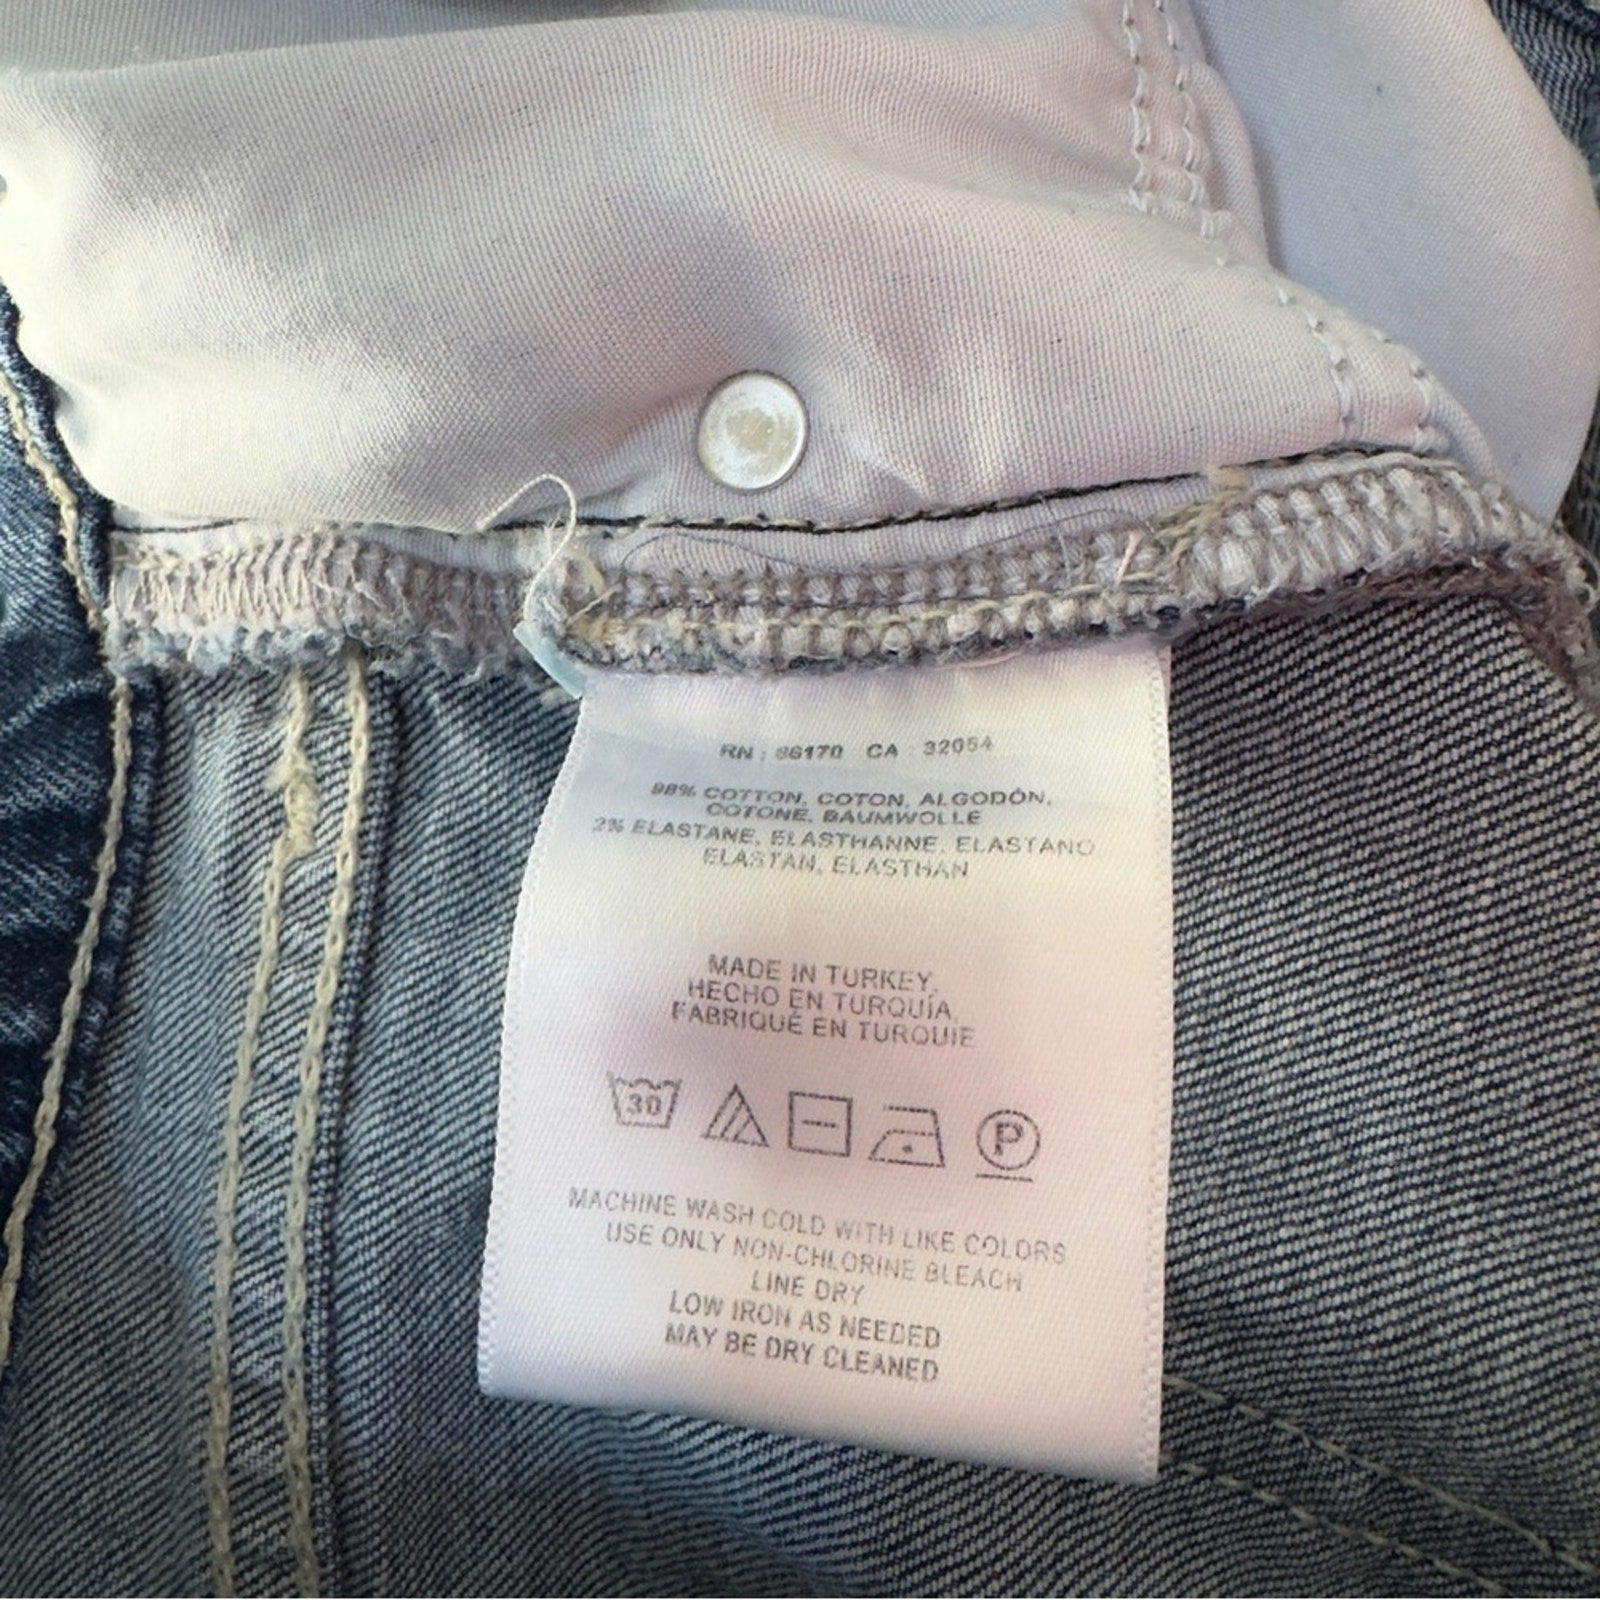 RN : 86170 CA : 32054
98% COTTON, COTON, ALGODÓN,
COTONE, BAUMWOLLE
2% ELASTANE, ELASTHANNE, ELASTANO
ELASTAN, ELASTHAN
MADE IN TURKEY,
HECHO EN TURQUÍA,
FABRIQUÉ EN TURQUIE
30 P
MACHINE WASH COLD WITH LIKE COLORS
USE ONLY NON-CHLORINE BLEACH
LINE DRY
LOW IRON AS NEEDED
MAY BE DRY CLEANED